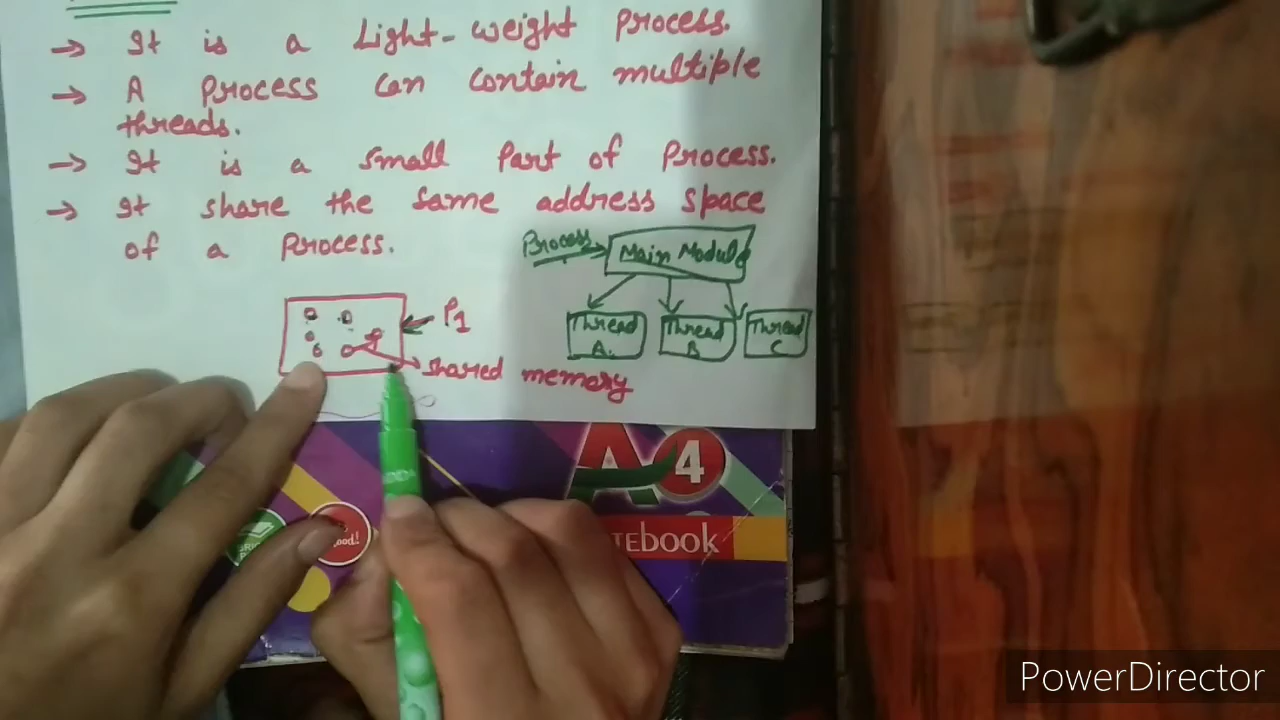 → It is a Light-weight Process.
→ A Process can contain multiple
threads.
→ It is a small Part of Process.
→ It share the same address space
of a Process.
Process → Main Module
P1
Thread A.
Thread B
Thread C
shared memory
A4
TEBOOK
ood!
PowerDirector